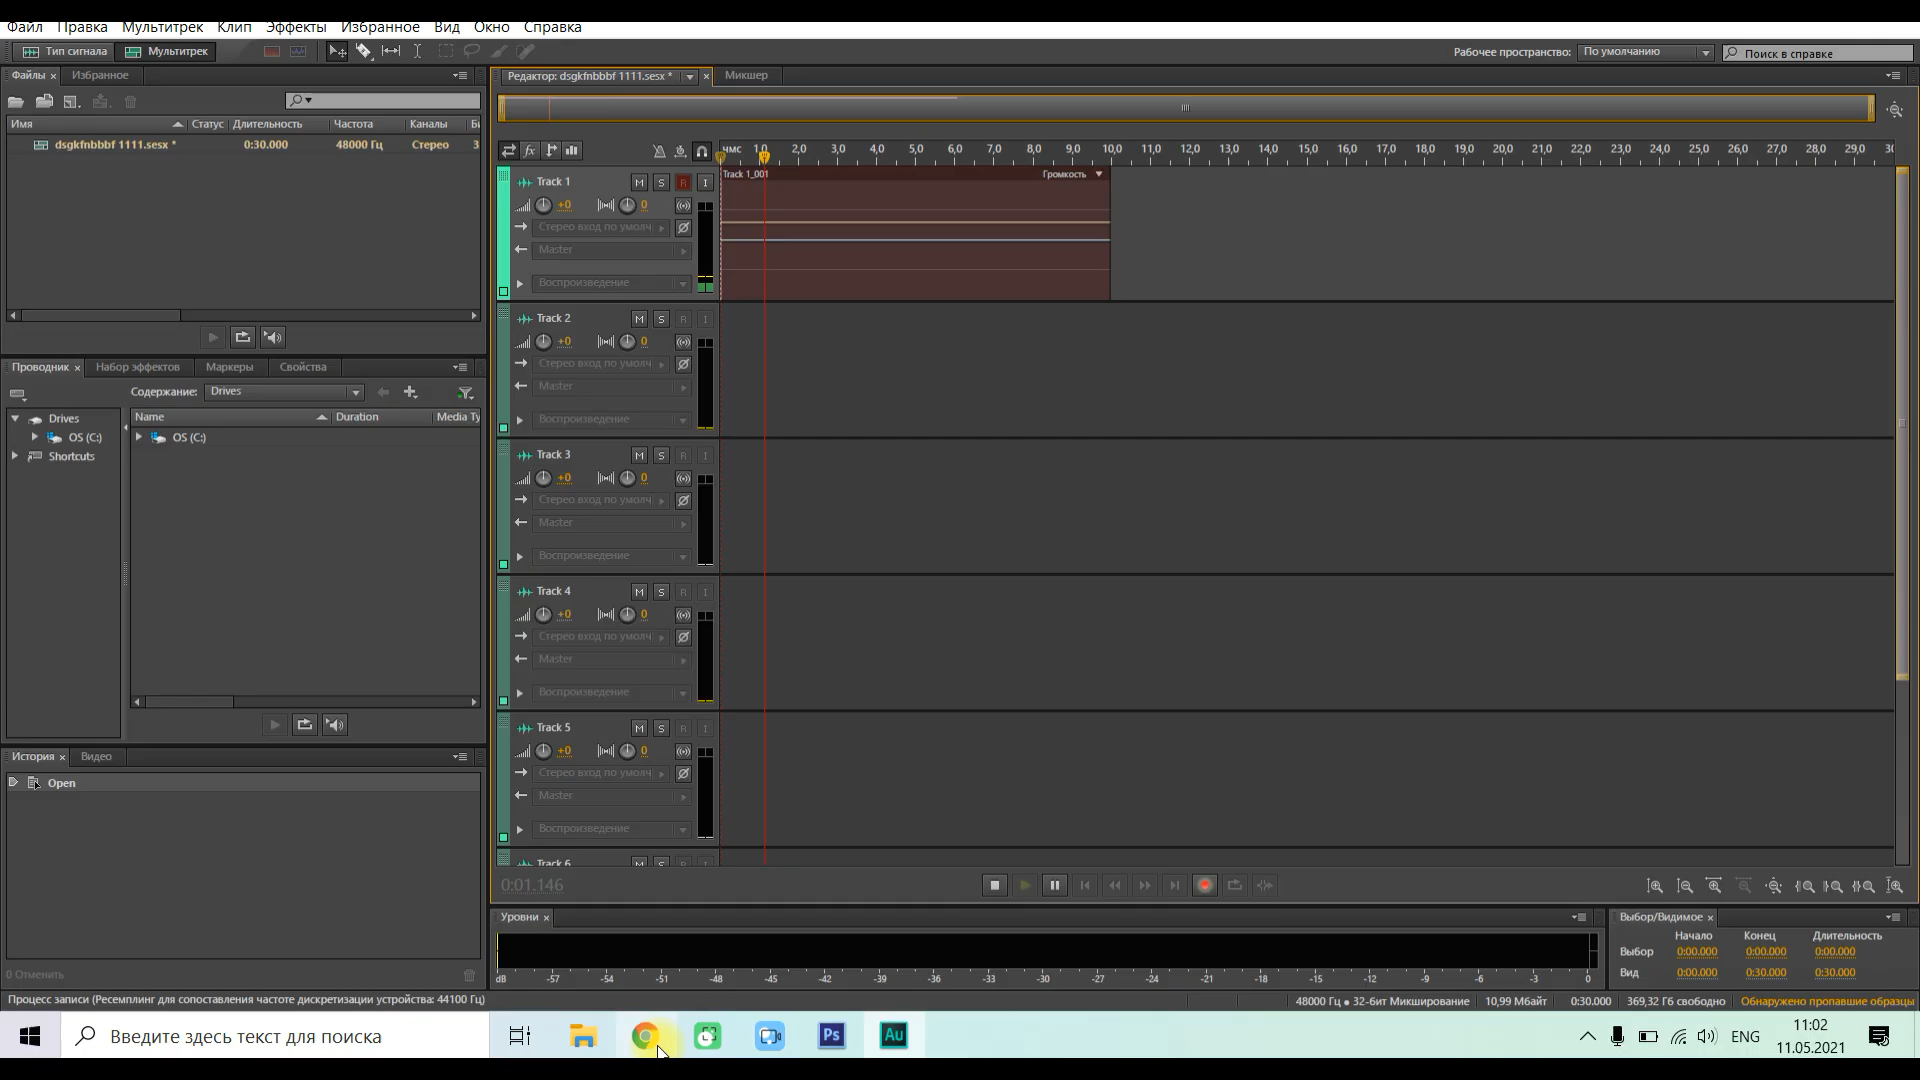 Файл Правка Мультитрек Клип Эффекты Избранное Вид Окно Справка
Тип сигнала Мультитрек Рабочее пространство: По умолчанию Поиск в справке
Файлы Избранное
Редактор: dsgkfnbbbf 1111.sesx * Микшер
Имя Статус Длительность Частота Каналы Би
dsgkfnbbbf 1111.sesx * 0:30.000 48000 Гц Стерео 3
чмс 1,0 2,0 3,0 4,0 5,0 6,0 7,0 8,0 9,0 10,0 11,0 12,0 13,0 14,0 15,0 16,0 17,0 18,0 19,0 20,0 21,0 22,0 23,0 24,0 25,0 26,0 27,0 28,0 29,0 30
Track 1 M S R I
Track 1_001 Громкость
+0 0
Стерео вход по умолч
Master
Воспроизведение
Track 2 M S R I
+0 0
Стерео вход по умолч
Master
Воспроизведение
Track 3 M S R I
+0 0
Стерео вход по умолч
Master
Воспроизведение
Track 4 M S R I
+0 0
Стерео вход по умолч
Master
Воспроизведение
Track 5 M S R I
+0 0
Стерео вход по умолч
Master
Воспроизведение
Track 6 M S R I
Проводник Набор эффектов Маркеры Свойства
Содержание: Drives
Drives
OS (C:)
Shortcuts
Name Duration Media Ty
OS (C:)
История Видео
Open
0 Отменить
0:01.146
Уровни
dB -57 -54 -51 -48 -45 -42 -39 -36 -33 -30 -27 -24 -21 -18 -15 -12 -9 -6 -3 0
Выбор/Видимое
Начало Конец Длительность
Выбор 0:00.000 0:00.000 0:00.000
Вид 0:00.000 0:30.000 0:30.000
Процесс записи (Ресемплинг для сопоставления частоте дискретизации устройства: 44100 Гц)
48000 Гц ● 32-бит Микширование 10,99 Мбайт 0:30.000 369,32 Гб свободно Обнаружено пропавшие образцы
Введите здесь текст для поиска
Ps Au
ENG
11:02
11.05.2021